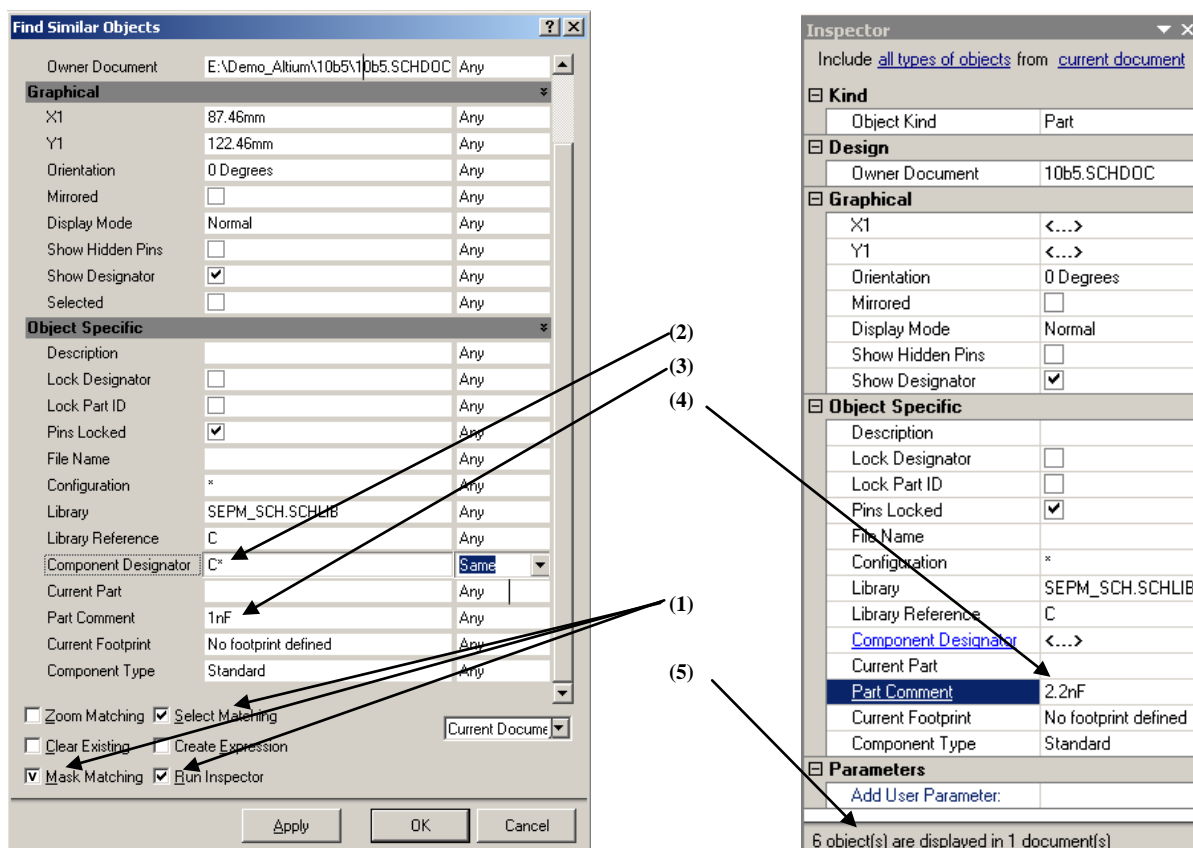 Find Similar Objects
Owner Document E:\Demo_Altium\10b5\10b5.SCHDOC Any
Graphical
X1 87.46mm Any
Y1 122.46mm Any
Orientation 0 Degrees Any
Mirrored Any
Display Mode Normal Any
Show Hidden Pins Any
Show Designator Any
Selected Any
Object Specific
Description Any
Lock Designator Any
Lock Part ID Any
Pins Locked Any
File Name Any
Configuration * Any
Library SEPM_SCH.SCHLIB Any
Library Reference C Any
Component Designator C* Same
Current Part Any
Part Comment 1nF Any
Current Footprint No footprint defined Any
Component Type Standard Any
Zoom Matching Select Matching
Current Docume
Clear Existing Create Expression
Mask Matching Run Inspector
Apply OK Cancel
(2)
(3)
(4)
(1)
(5)
Inspector
Include all types of objects from current document
Kind
Object Kind Part
Design
Owner Document 10b5.SCHDOC
Graphical
X1 <...>
Y1 <...>
Orientation 0 Degrees
Mirrored
Display Mode Normal
Show Hidden Pins
Show Designator
Object Specific
Description
Lock Designator
Lock Part ID
Pins Locked
File Name
Configuration *
Library SEPM_SCH.SCHLIB
Library Reference C
Component Designator <...>
Current Part
Part Comment 2.2nF
Current Footprint No footprint defined
Component Type Standard
Parameters
Add User Parameter:
6 object(s) are displayed in 1 document(s)